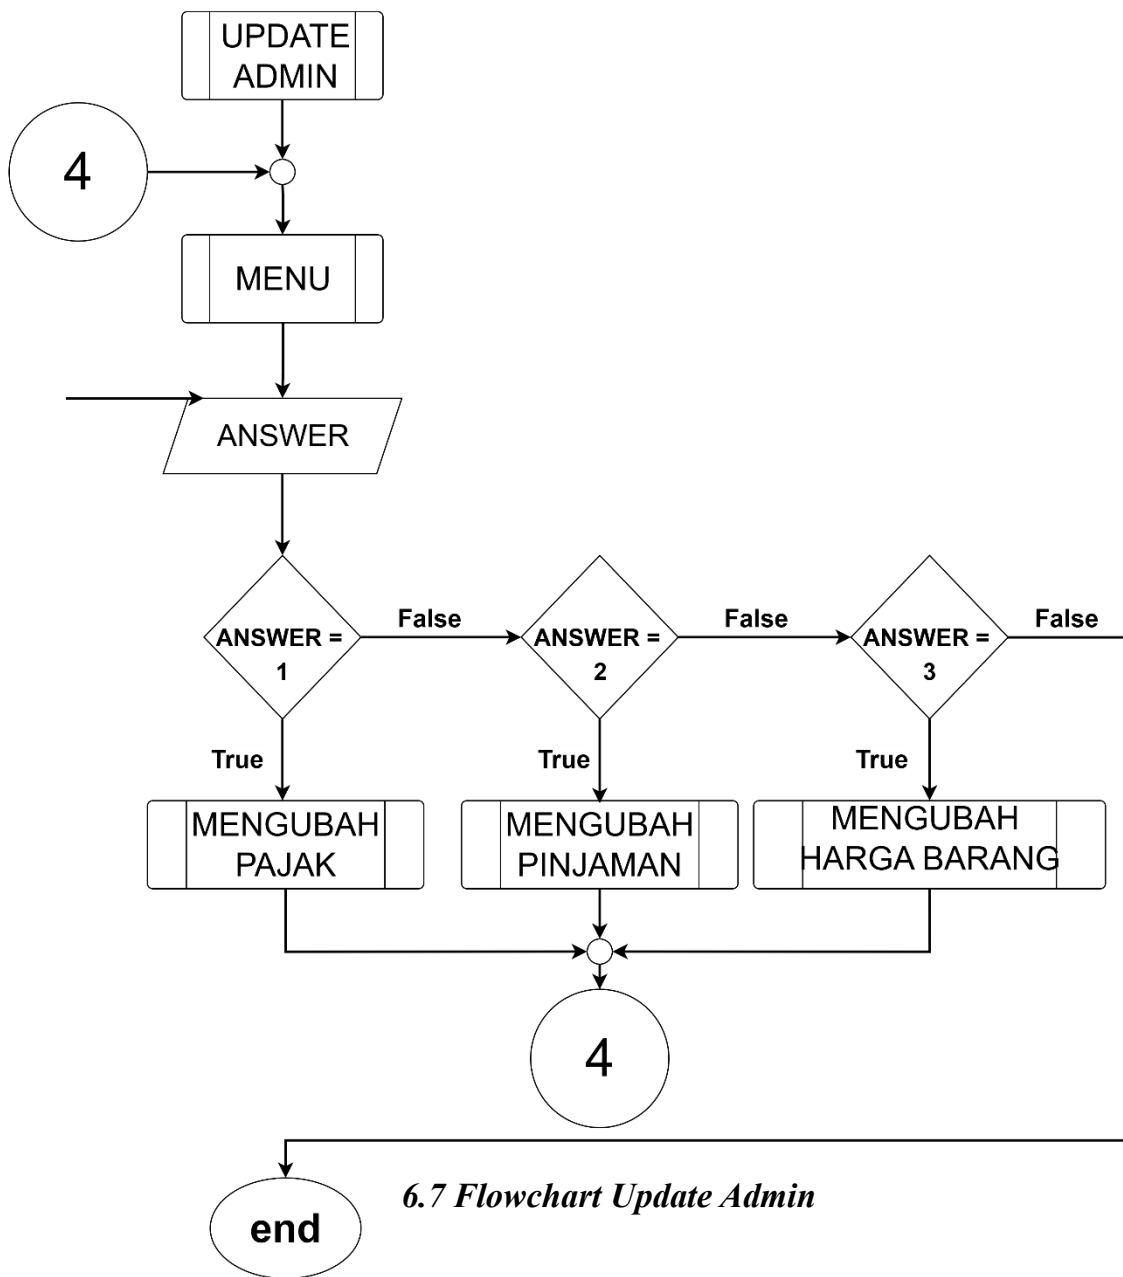 UPDATE
ADMIN
4
MENU
ANSWER
ANSWER =
1
False
ANSWER =
2
False
ANSWER =
3
False
True
True
True
MENGUBAH
PAJAK
MENGUBAH
PINJAMAN
MENGUBAH
HARGA BARANG
4
6.7 Flowchart Update Admin
end